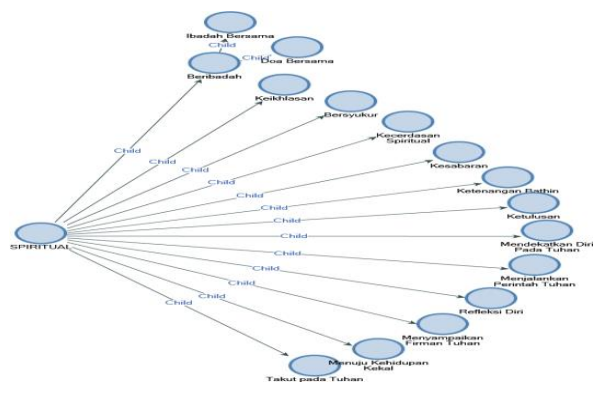 Ibadah Bersama
Child
Child
Doa Bersama
Beribadah
Keikhlasan
Bersyukur
Kecerdasan
Spiritual
Child
Child
Kesabaran
Child
Child
Ketenangan Bathin
Child
Child
Ketulusan
Child
SPIRITUAL
Child
Mendekatkan Diri
Pada Tuhan
Child
Child
Menjalankan
Perintah Tuhan
Child
Refleksi Diri
Child
Child
Menyampaikan
Firman Tuhan
Menuju Kehidupan
Kekal
Takut pada Tuhan